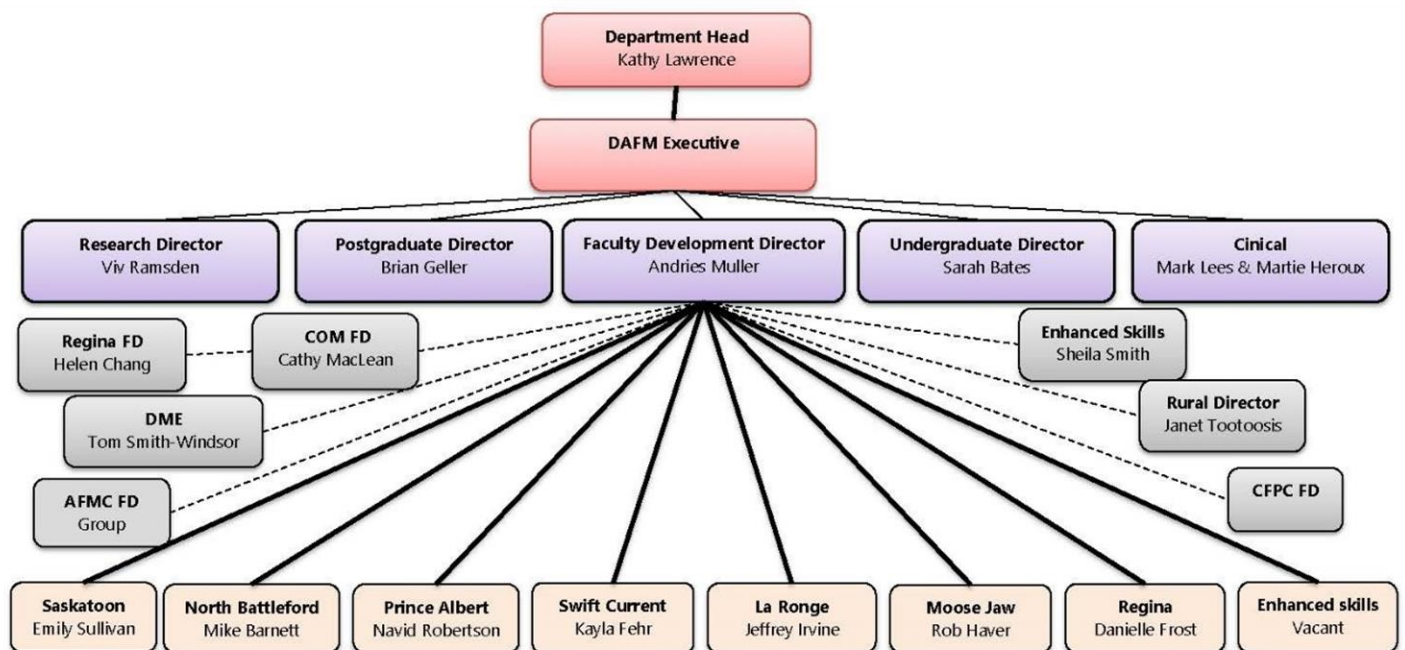 Department Head
Kathy Lawrence
DAFM Executive
Research Director
Viv Ramsden
Postgraduate Director
Brian Geller
Faculty Development Director
Andries Muller
Undergraduate Director
Sarah Bates
Cinical
Mark Lees & Martie Heroux
Regina FD
Helen Chang
COM FD
Cathy MacLean
Enhanced Skills
Sheila Smith
DME
Tom Smith-Windsor
Rural Director
Janet Tootoosis
AFMC FD
Group
CFPC FD
Saskatoon
Emily Sullivan
North Battleford
Mike Barnett
Prince Albert
Navid Robertson
Swift Current
Kayla Fehr
La Ronge
Jeffrey Irvine
Moose Jaw
Rob Haver
Regina
Danielle Frost
Enhanced skills
Vacant